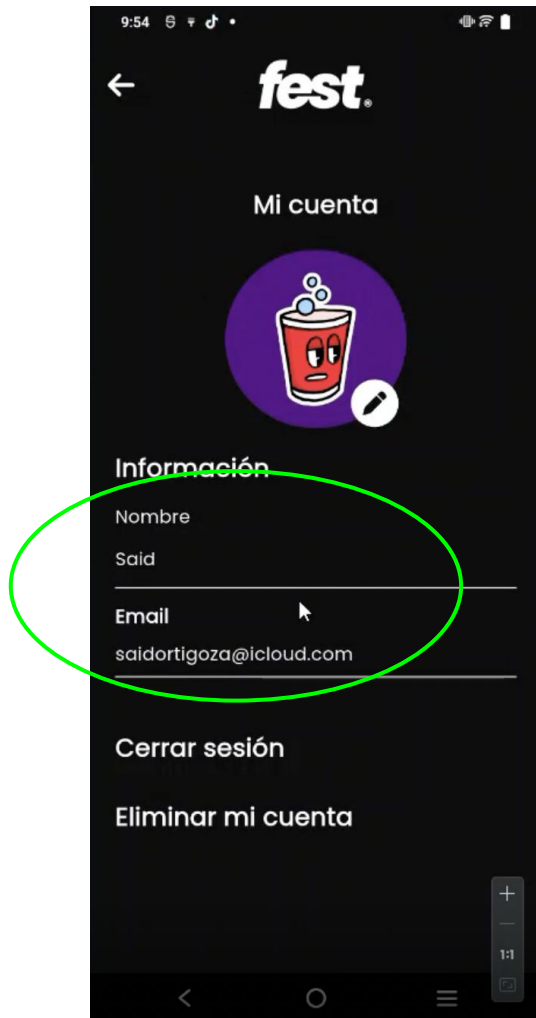 9:54
fest.
Mi cuenta
Información
Nombre
Said
Email
saidortigoza@icloud.com
Cerrar sesión
Eliminar mi cuenta
1:1